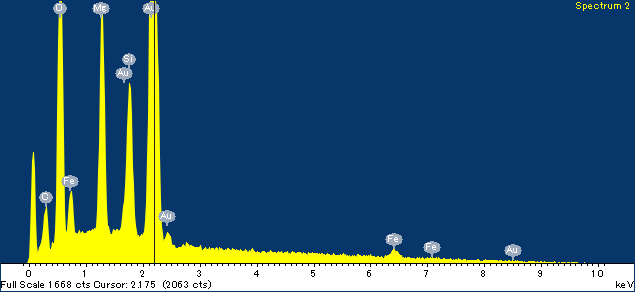 Spectrum 2
O Mg Au
Si
Au
Fe
O
Au
Fe Fe Au
0 1 2 3 4 5 6 7 8 9 10
Full Scale 1668 cts Cursor: 2.175 (2063 cts) keV